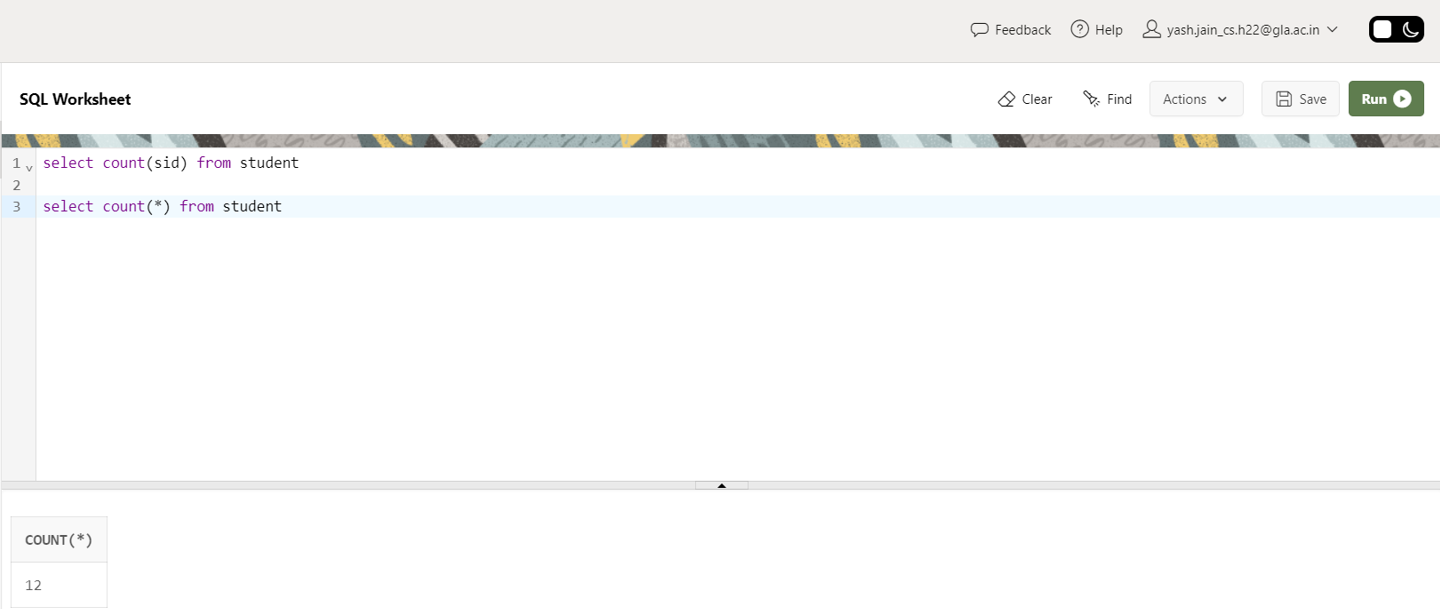 Feedback Help yash.jain_cs.h22@gla.ac.in
SQL Worksheet Clear Find Actions Save Run
1 select count(sid) from student
2
3 select count(*) from student
COUNT(*)
12